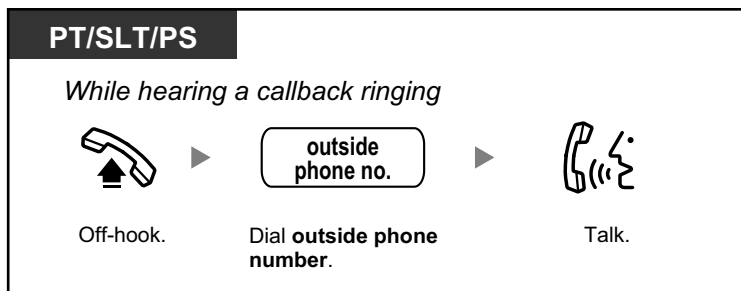 PT/SLT/PS
While hearing a callback ringing
outside
phone no.
Off-hook.
Dial outside phone
number.
Talk.